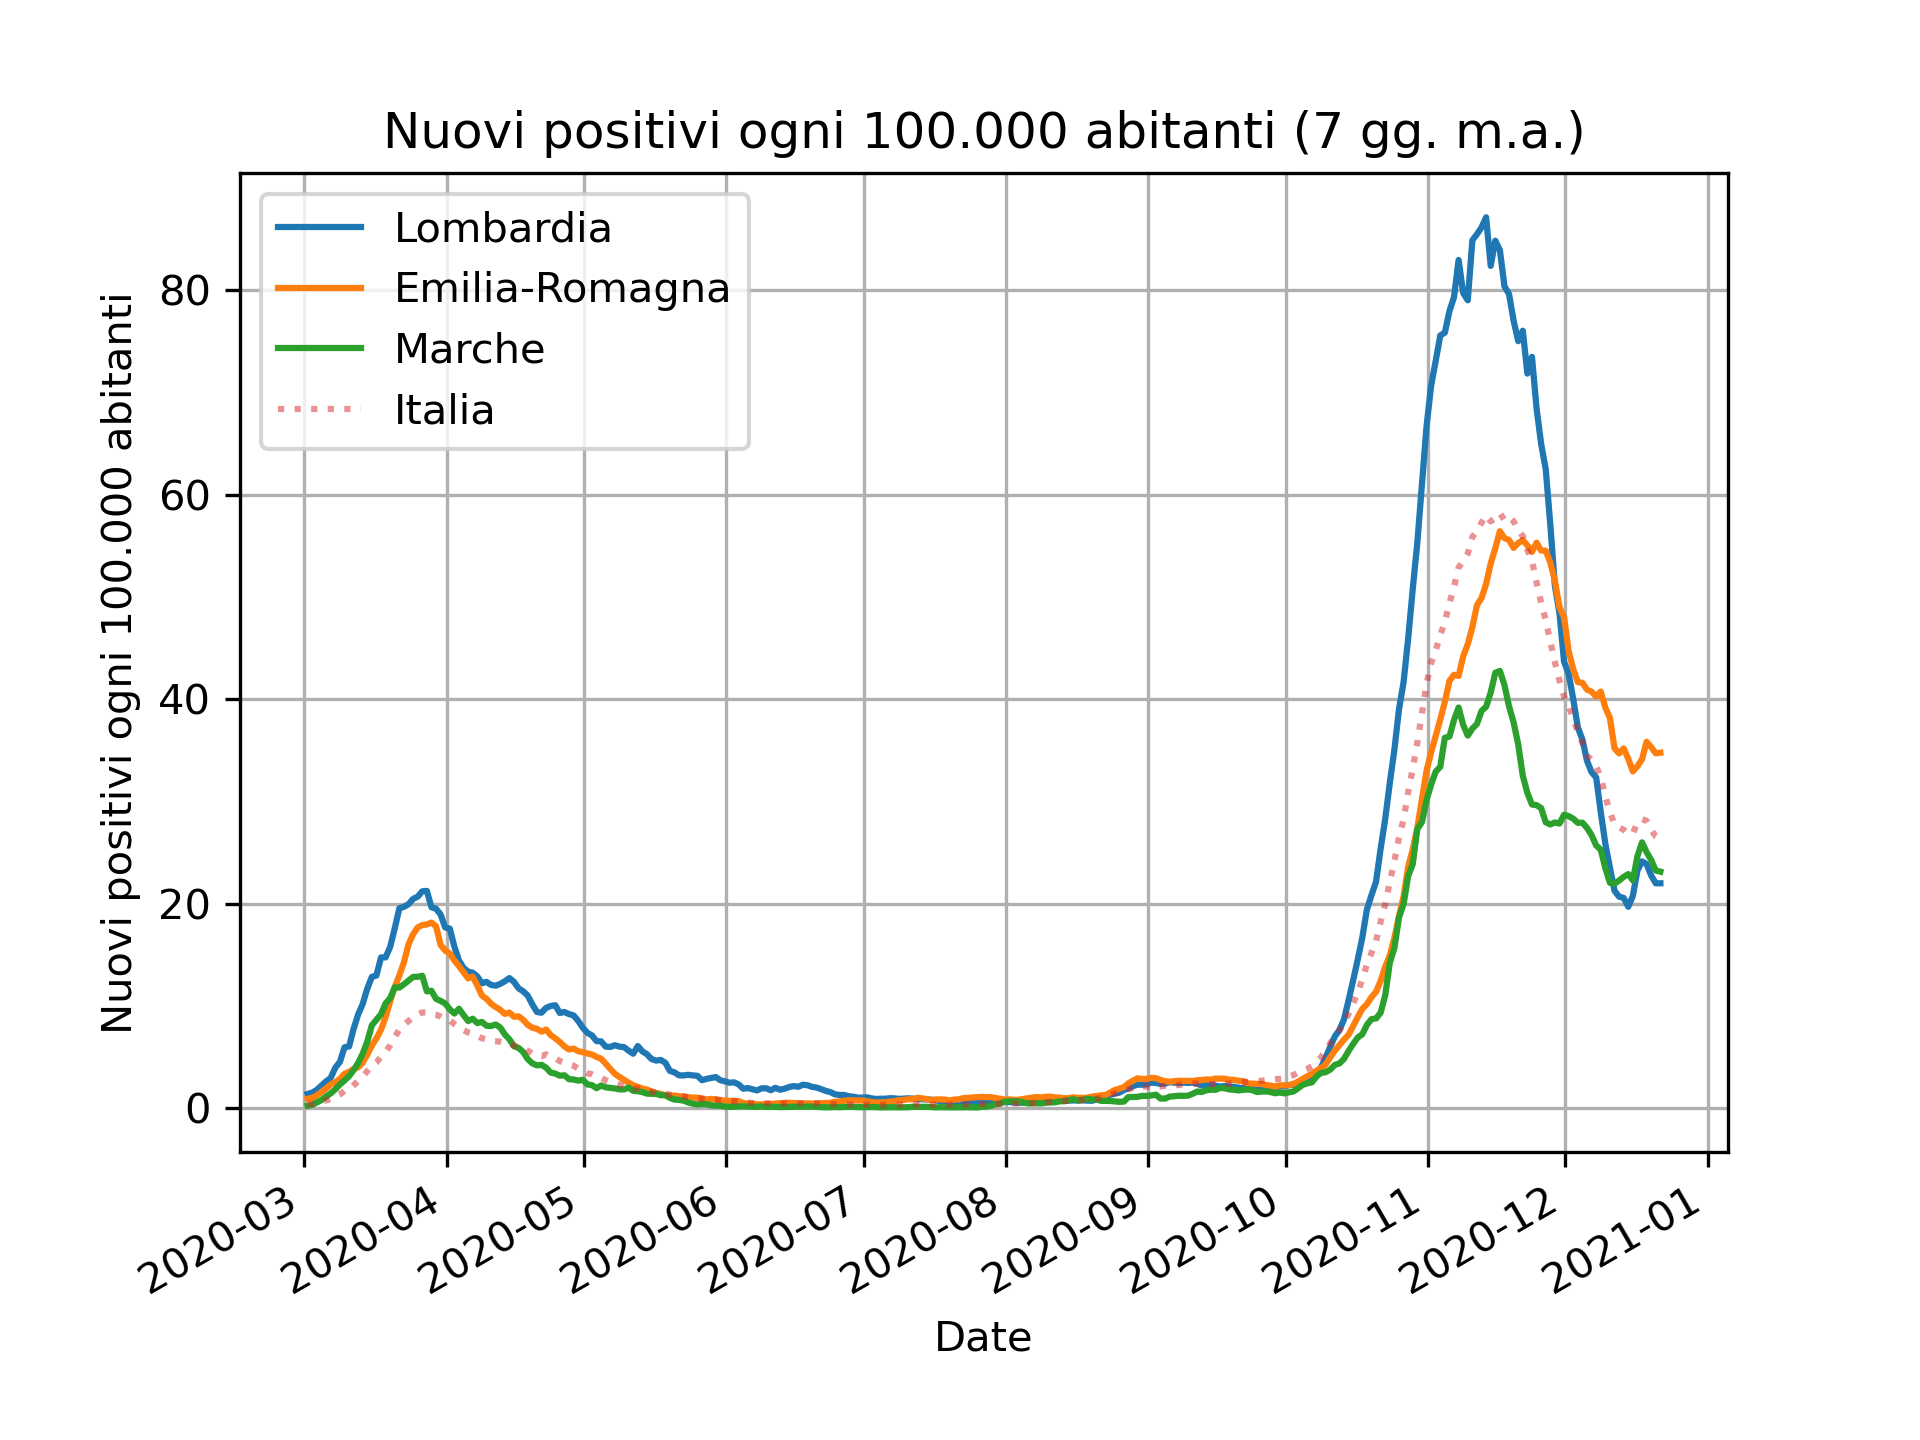 Nuovi positivi ogni 100.000 abitanti (7 gg. m.a.)
Lombardia
Emilia-Romagna
Marche
Italia
Nuovi positivi ogni 100.000 abitanti
80
60
40
20
0
2020-03
2020-04
2020-05
2020-06
2020-07
2020-08
2020-09
2020-10
2020-11
2020-12
2021-01
Date